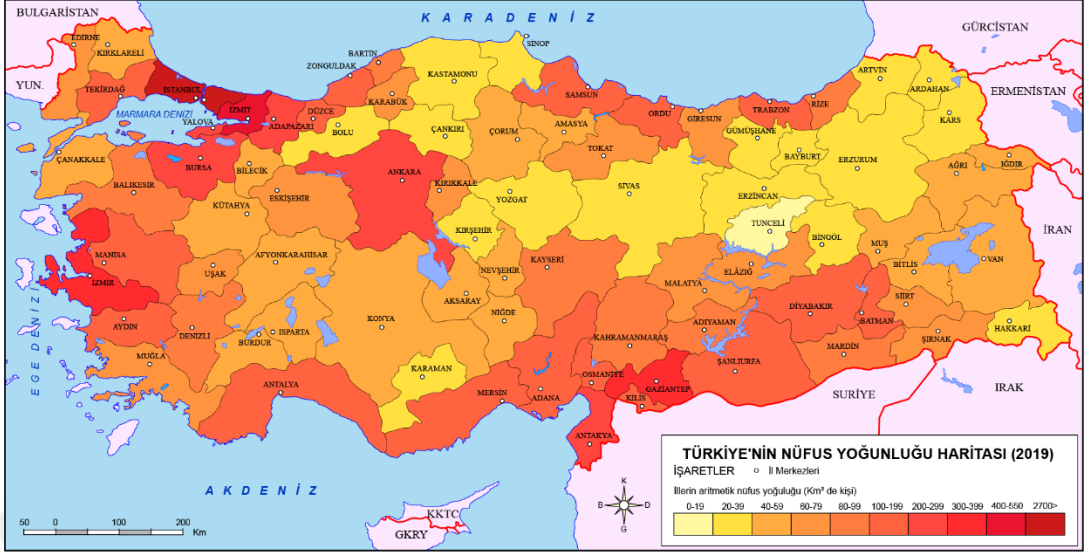 BULGARİSTAN
KARADENİZ
GÜRCİSTAN
EDİRNE
KIRKLARELİ
SİNOP
BARTIN
ZONGULDAK
KASTAMONU
ARTVİN
YUN.
TEKİRDAĞ
İSTANBUL
İZMİT
DÜZCE
KARABÜK
SAMSUN
ORDU
GİRESUN
TRABZON
RİZE
ARDAHAN
ERMENİSTAN
MARMARA DENİZİ
YALOVA
ADAPAZARI
BOLU
ÇANKIRI
ÇORUM
AMASYA
GÜMÜŞHANE
KARS
ÇANAKKALE
BURSA
BİLECİK
TOKAT
BAYBURT
ERZURUM
AĞRI
IĞDIR
BALIKESİR
ESKİŞEHİR
ANKARA
KIRIKKALE
YOZGAT
SİVAS
ERZİNCAN
KÜTAHYA
TUNCELİ
KIRŞEHİR
BİNGÖL
MUŞ
İRAN
MANİSA
AFYONKARAHISAR
NEVŞEHİR
KAYSERİ
ELÂZIĞ
BİTLİS
VAN
İZMİR
UŞAK
AKSARAY
MALATYA
DİYABAKIR
SİİRT
EGE DENİZİ
AYDIN
DENİZLİ
ISPARTA
BURDUR
KONYA
NİĞDE
KAHRAMANMARAŞ
ADIYAMAN
BATMAN
HAKKARİ
MUĞLA
KARAMAN
MARDİN
ŞIRNAK
ANTALYA
MERSİN
ADANA
OSMANİYE
GAZİANTEP
ŞANLIURFA
KİLİS
SURİYE
IRAK
ANTAKYA
AKDENİZ
KKTC
GKRY
50 0 100 200
Km
K
B D
G
TÜRKİYE'NİN NÜFUS YOĞUNLUĞU HARİTASI (2019)
İŞARETLER İl Merkezleri
İllerin aritmetik nüfus yoğuluğu (Km² de kişi)
0-19 20-39 40-59 60-79 80-99 100-199 200-299 300-399 400-550 2700>